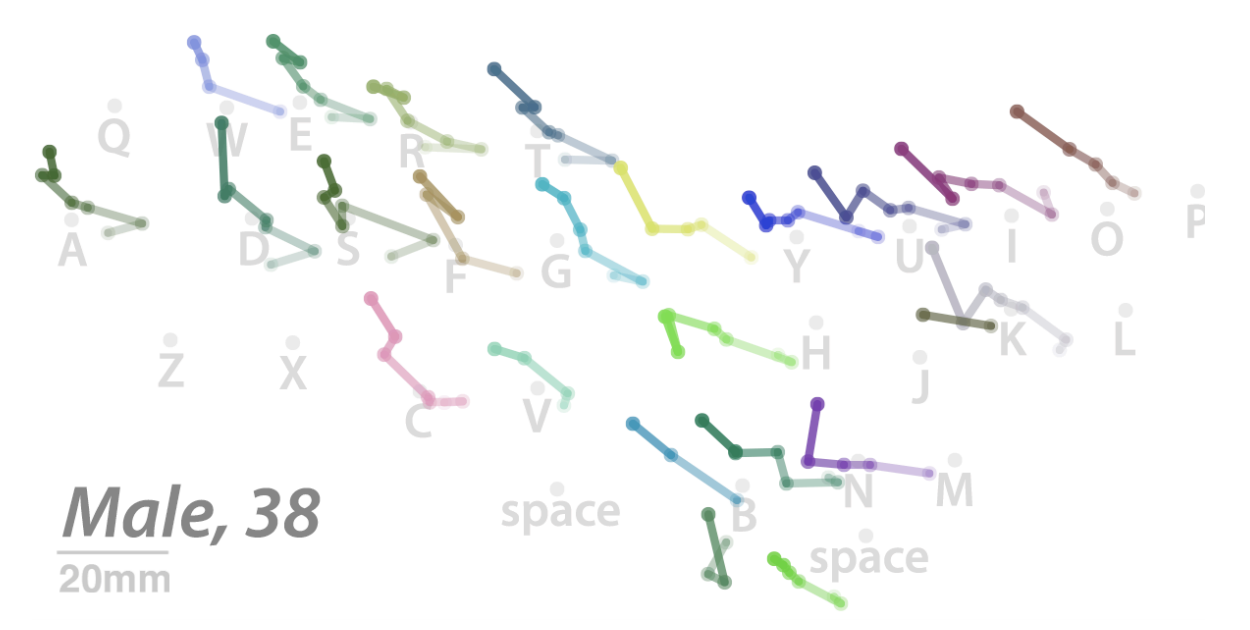 Q W E R T Y U I O P
A D S F G H J K L
Z X C V B N M
space
space
Male, 38
20mm